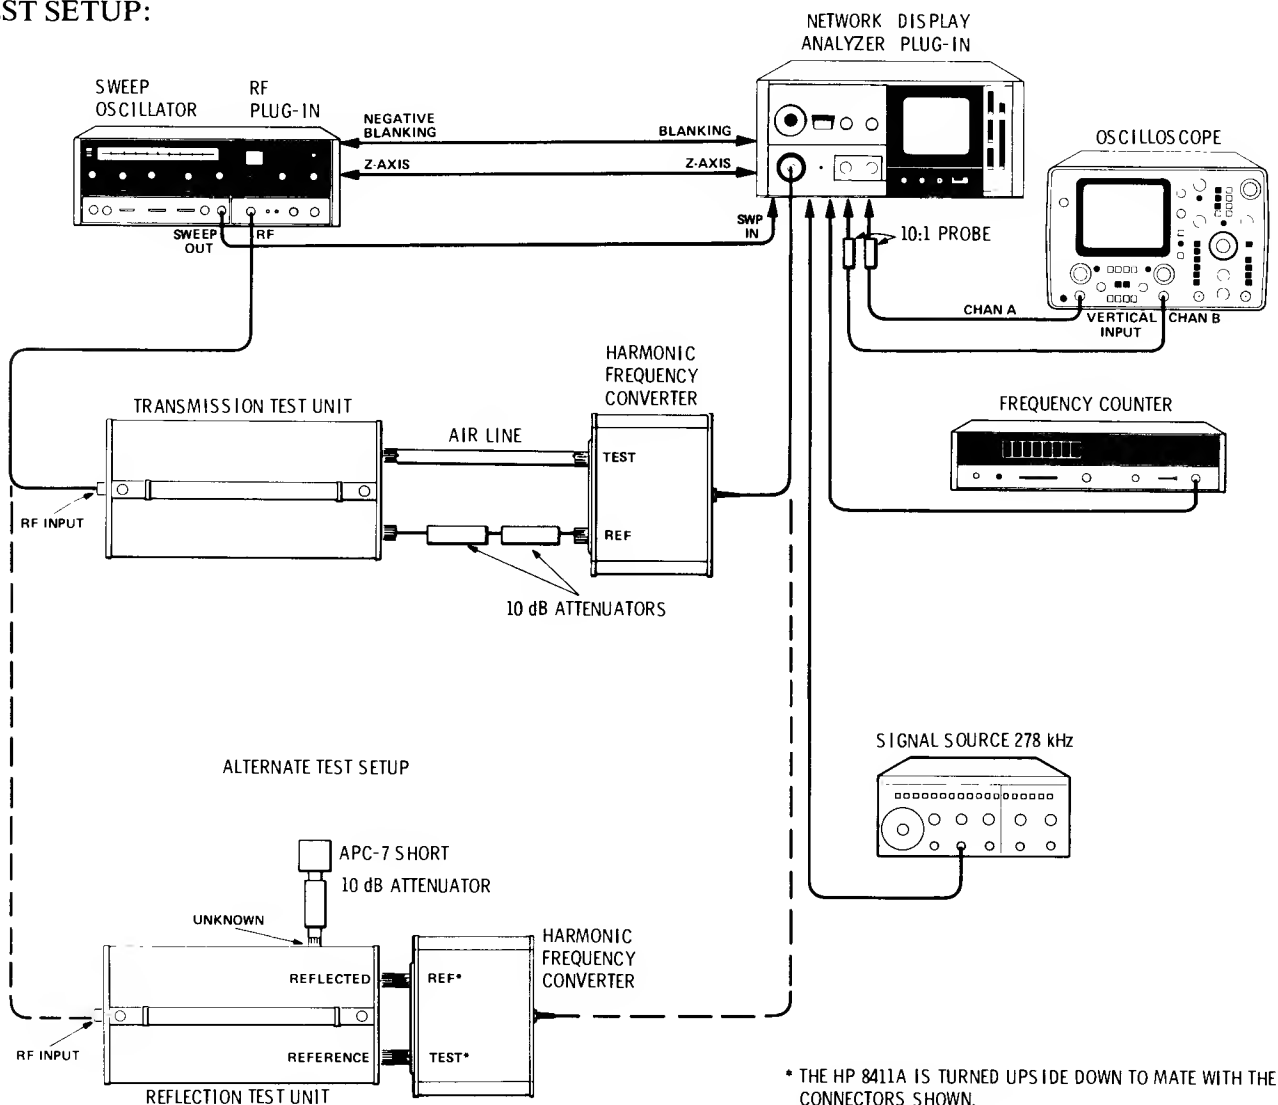 EST SETUP:
NETWORK DISPLAY
ANALYZER PLUG-IN
SWEEP
OSCILLATOR
RF
PLUG-IN
NEGATIVE
BLANKING
BLANKING
Z-AXIS
Z-AXIS
OSCILLOSCOPE
SWEEP
OUT
RF
SWP
IN
10:1 PROBE
CHAN A
VERTICAL
INPUT
CHAN B
HARMONIC
FREQUENCY
CONVERTER
TRANSMISSION TEST UNIT
AIR LINE
TEST
FREQUENCY COUNTER
RF INPUT
REF
10 dB ATTENUATORS
SIGNAL SOURCE 278 kHz
ALTERNATE TEST SETUP
APC-7 SHORT
10 dB ATTENUATOR
UNKNOWN
HARMONIC
FREQUENCY
CONVERTER
REFLECTED
REF*
RF INPUT
REFERENCE
TEST*
REFLECTION TEST UNIT
* THE HP 8411A IS TURNED UPSIDE DOWN TO MATE WITH THE
CONNECTORS SHOWN.